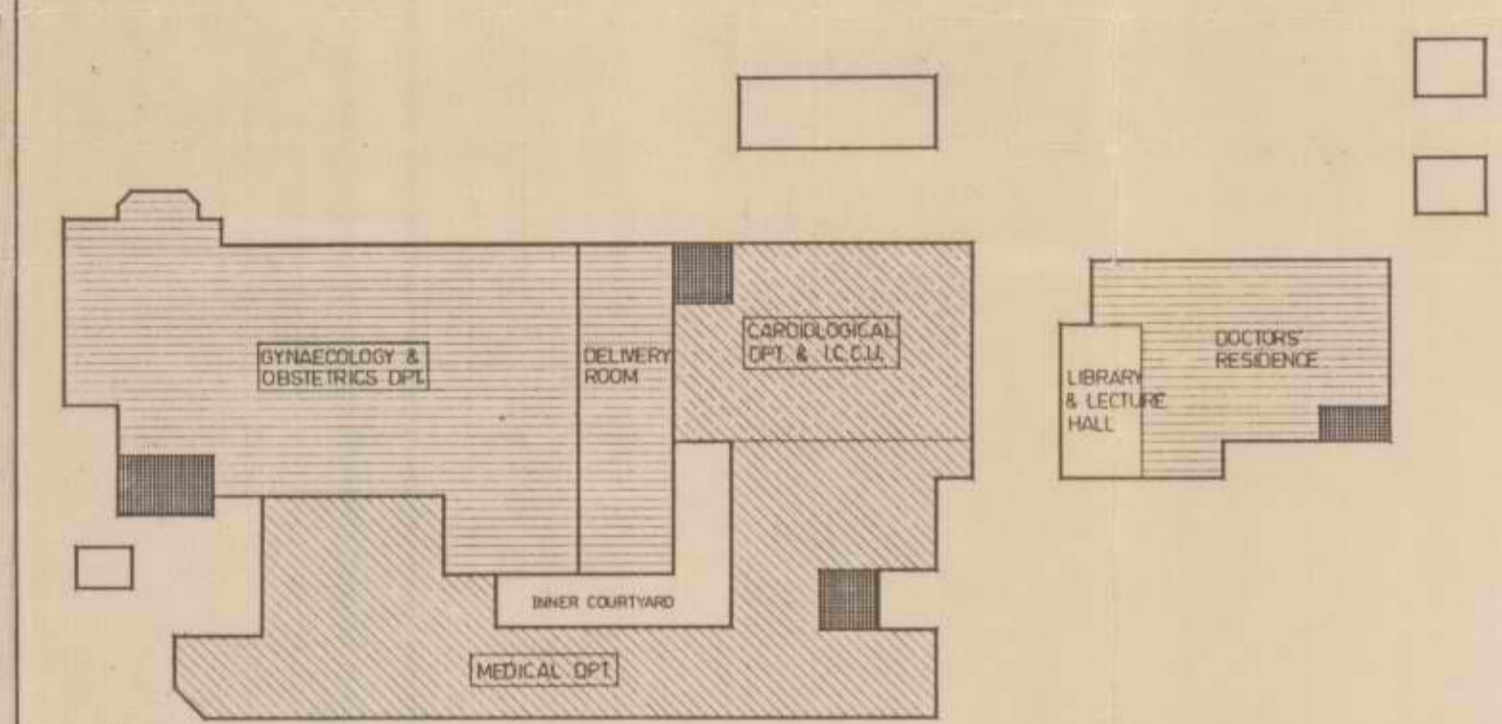 GYNAECOLOGY &
OBSTETRICS DPT.
DELIVERY
ROOM
CARDIOLOGICAL
DPT. & I.C.C.U.
LIBRARY
& LECTURE
HALL
DOCTORS'
RESIDENCE
INNER COURTYARD
MEDICAL DPT.